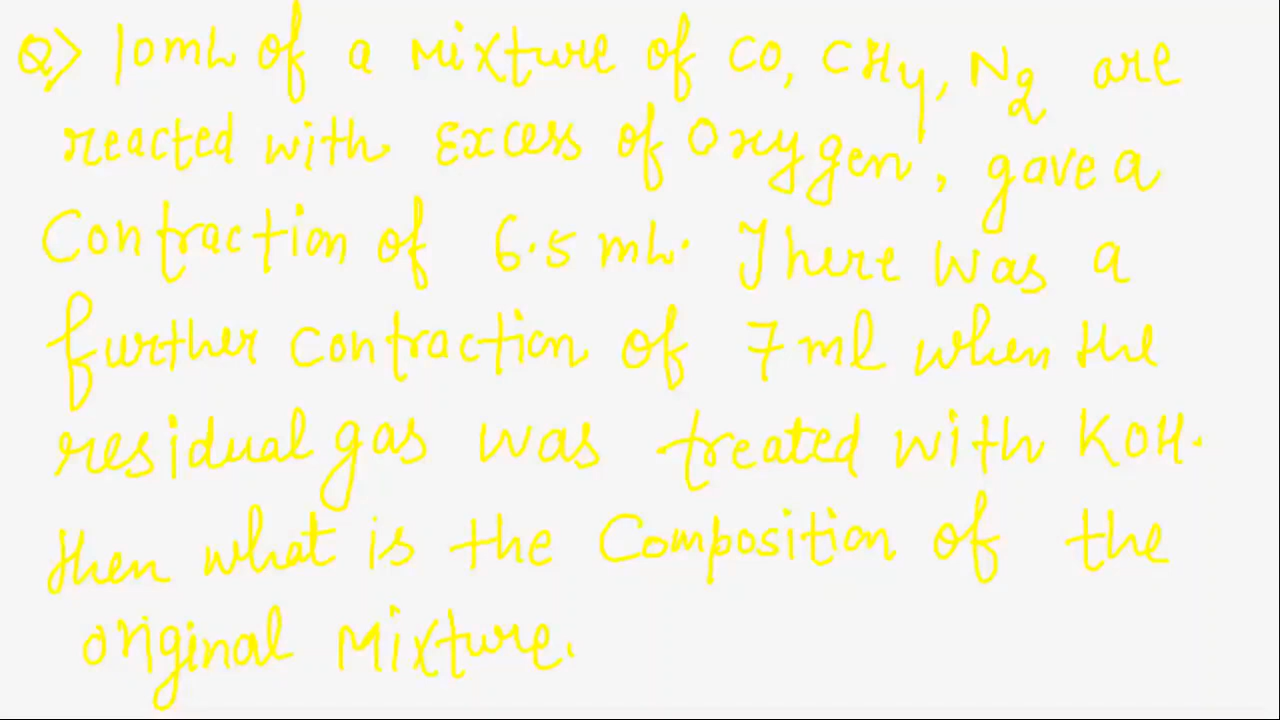 Q> 10mL of a Mixture of CO, CH4, N2 are
reacted with Excess of Oxygen, gave a
Contraction of 6.5 mL. There was a
further contraction of 7ml when the
residual gas was treated with KOH.
then what is the Composition of the
original Mixture.